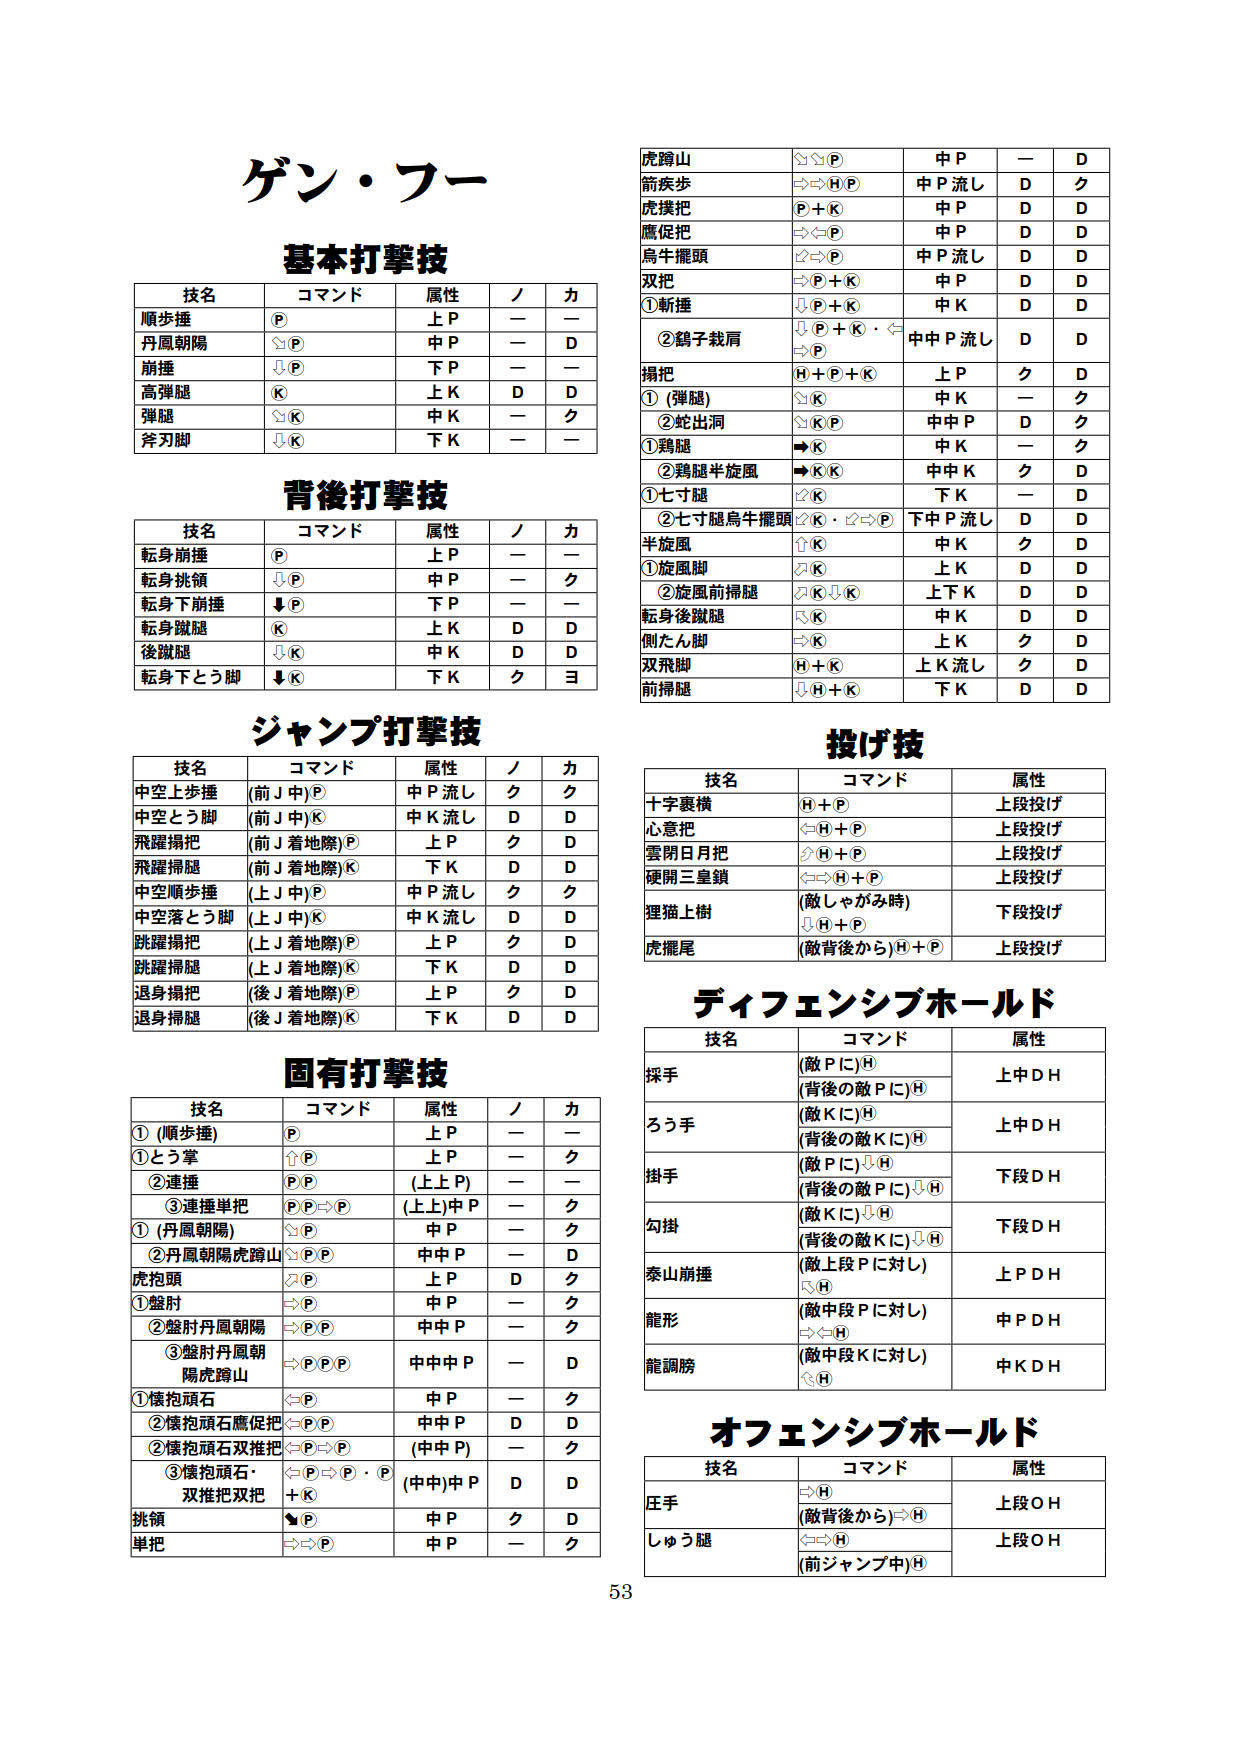 ゲン・フー
基本打撃技
技名 コマンド 属性 ノ カ
順歩捶 Ⓟ 上P — —
丹鳳朝陽 ⇘Ⓟ 中P — D
崩捶 ⇩Ⓟ 下P — —
高弾腿 Ⓚ 上K D D
弾腿 ⇘Ⓚ 中K — ク
斧刃脚 ⇩Ⓚ 下K — —
背後打撃技
技名 コマンド 属性 ノ カ
転身崩捶 Ⓟ 上P — —
転身挑領 ⇩Ⓟ 中P — ク
転身下崩捶 ⬇Ⓟ 下P — —
転身蹴腿 Ⓚ 上K D D
後蹴腿 ⇩Ⓚ 中K D D
転身下とう脚 ⬇Ⓚ 下K ク ヨ
ジャンプ打撃技
技名 コマンド 属性 ノ カ
中空上歩捶 (前J中)Ⓟ 中P流し ク ク
中空とう脚 (前J中)Ⓚ 中K流し D D
飛躍搨把 (前J着地際)Ⓟ 上P ク D
飛躍掃腿 (前J着地際)Ⓚ 下K D D
中空順歩捶 (上J中)Ⓟ 中P流し ク ク
中空落とう脚 (上J中)Ⓚ 中K流し D D
跳躍搨把 (上J着地際)Ⓟ 上P ク D
跳躍掃腿 (上J着地際)Ⓚ 下K D D
退身搨把 (後J着地際)Ⓟ 上P ク D
退身掃腿 (後J着地際)Ⓚ 下K D D
固有打撃技
技名 コマンド 属性 ノ カ
① (順歩捶) Ⓟ 上P — —
①とう掌 ⇧Ⓟ 上P — ク
②連捶 ⓅⓅ (上上P) — —
③連捶単把 ⓅⓅ⇨Ⓟ (上上)中P — ク
① (丹鳳朝陽) ⇘Ⓟ 中P — ク
②丹鳳朝陽虎蹲山 ⇘ⓅⓅ 中中P — D
虎抱頭 ⇗Ⓟ 上P D ク
①盤肘 ⇨Ⓟ 中P — ク
②盤肘丹鳳朝陽 ⇨ⓅⓅ 中中P — ク
③盤肘丹鳳朝
陽虎蹲山 ⇨ⓅⓅⓅ 中中中P — D
①懐抱頑石 ⇦Ⓟ 中P — ク
②懐抱頑石鷹促把 ⇦ⓅⓅ 中中P D D
②懐抱頑石双推把 ⇦Ⓟ⇨Ⓟ (中中P) — ク
③懐抱頑石・ ⇦Ⓟ⇨Ⓟ・Ⓟ
双推把双把 +Ⓚ (中中)中P D D
挑領 ⬊Ⓟ 中P ク D
単把 ⇨⇨Ⓟ 中P — ク
虎蹲山 ⇘⇘Ⓟ 中P — D
箭疾歩 ⇨⇨ⒽⓅ 中P流し D ク
虎撲把 Ⓟ+Ⓚ 中P D D
鷹促把 ⇨⇦Ⓟ 中P D D
烏牛擺頭 ⇙⇨Ⓟ 中P流し D D
双把 ⇨Ⓟ+Ⓚ 中P D D
①斬捶 ⇩Ⓟ+Ⓚ 中K D D
②鷂子栽肩 ⇩Ⓟ+Ⓚ・⇦
⇨Ⓟ 中中P流し D D
搨把 Ⓗ+Ⓟ+Ⓚ 上P ク D
① (弾腿) ⇘Ⓚ 中K — ク
②蛇出洞 ⇘ⓀⓅ 中中P D ク
①鶏腿 ➡Ⓚ 中K — ク
②鶏腿半旋風 ➡ⓀⓀ 中中K ク D
①七寸腿 ⇙Ⓚ 下K — D
②七寸腿烏牛擺頭 ⇙Ⓚ・⇙⇨Ⓟ 下中P流し D D
半旋風 ⇧Ⓚ 中K ク D
①旋風脚 ⇗Ⓚ 上K D D
②旋風前掃腿 ⇗Ⓚ⇩Ⓚ 上下K D D
転身後蹴腿 ⇖Ⓚ 中K D D
側たん脚 ⇨Ⓚ 上K ク D
双飛脚 Ⓗ+Ⓚ 上K流し ク D
前掃腿 ⇩Ⓗ+Ⓚ 下K D D
投げ技
技名 コマンド 属性
十字裹横 Ⓗ+Ⓟ 上段投げ
心意把 ⇦Ⓗ+Ⓟ 上段投げ
雲閉日月把 ⇗Ⓗ+Ⓟ 上段投げ
硬開三皇鎖 ⇦⇨Ⓗ+Ⓟ 上段投げ
狸猫上樹 (敵しゃがみ時)
⇩Ⓗ+Ⓟ 下段投げ
虎擺尾 (敵背後から)Ⓗ+Ⓟ 上段投げ
ディフェンシブホールド
技名 コマンド 属性
採手 (敵Pに)Ⓗ 上中DH
(背後の敵Pに)Ⓗ
ろう手 (敵Kに)Ⓗ 上中DH
(背後の敵Kに)Ⓗ
掛手 (敵Pに)⇩Ⓗ 下段DH
(背後の敵Pに)⇩Ⓗ
勾掛 (敵Kに)⇩Ⓗ 下段DH
(背後の敵Kに)⇩Ⓗ
泰山崩捶 (敵上段Pに対し)
⇖Ⓗ 上PDH
龍形 (敵中段Pに対し)
⇨⇦Ⓗ 中PDH
龍調膀 (敵中段Kに対し)
⇖Ⓗ 中KDH
オフェンシブホールド
技名 コマンド 属性
圧手 ⇨Ⓗ 上段OH
(敵背後から)⇨Ⓗ
しゅう腿 ⇦⇨Ⓗ 上段OH
(前ジャンプ中)Ⓗ
53